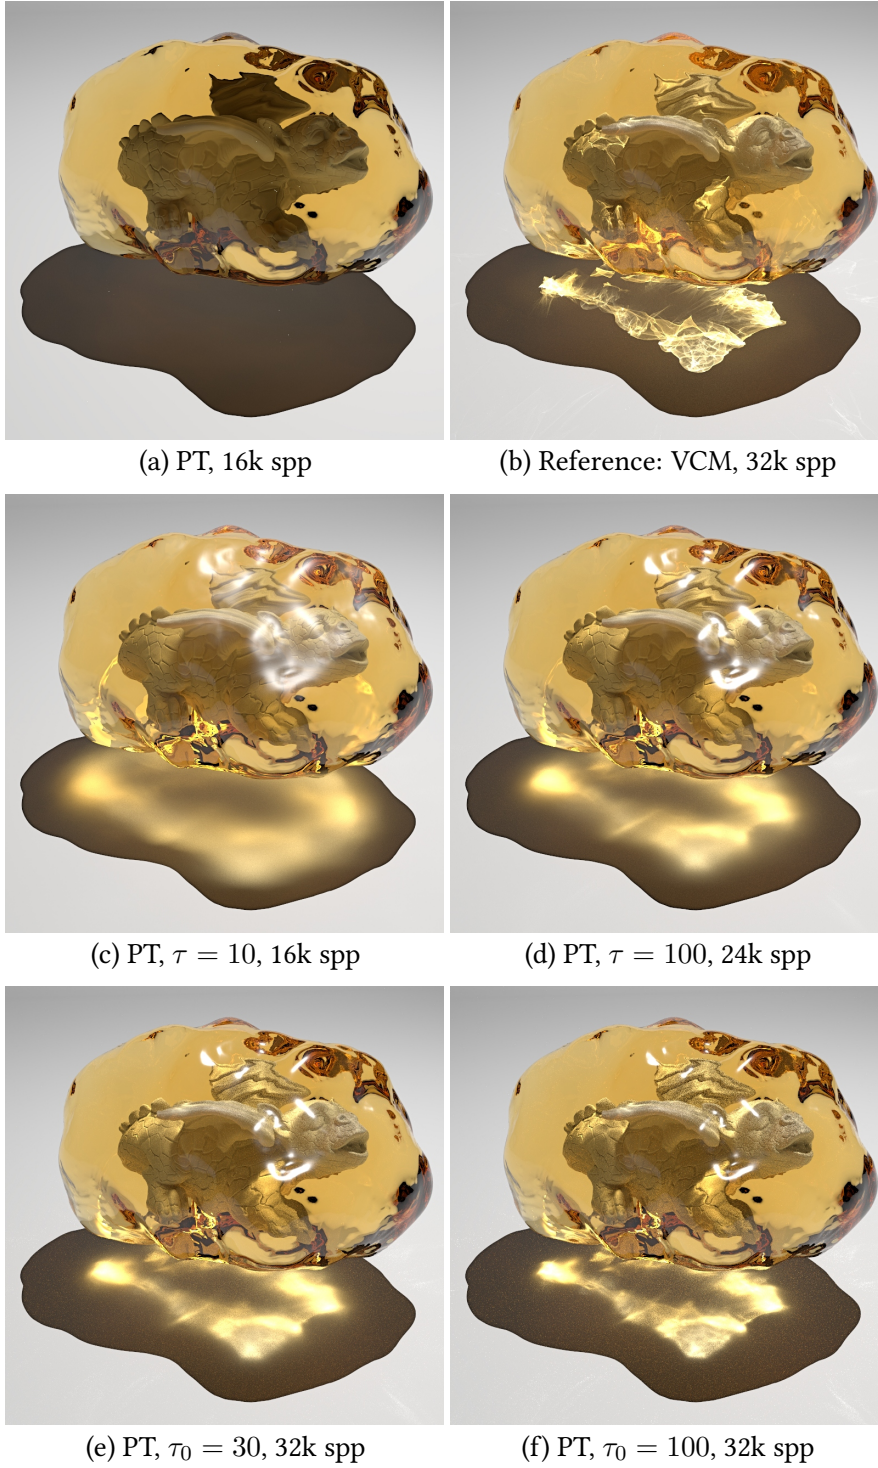 (a) PT, 16k spp
(b) Reference: VCM, 32k spp
(c) PT, τ = 10, 16k spp
(d) PT, τ = 100, 24k spp
(e) PT, τ₀ = 30, 32k spp
(f) PT, τ₀ = 100, 32k spp